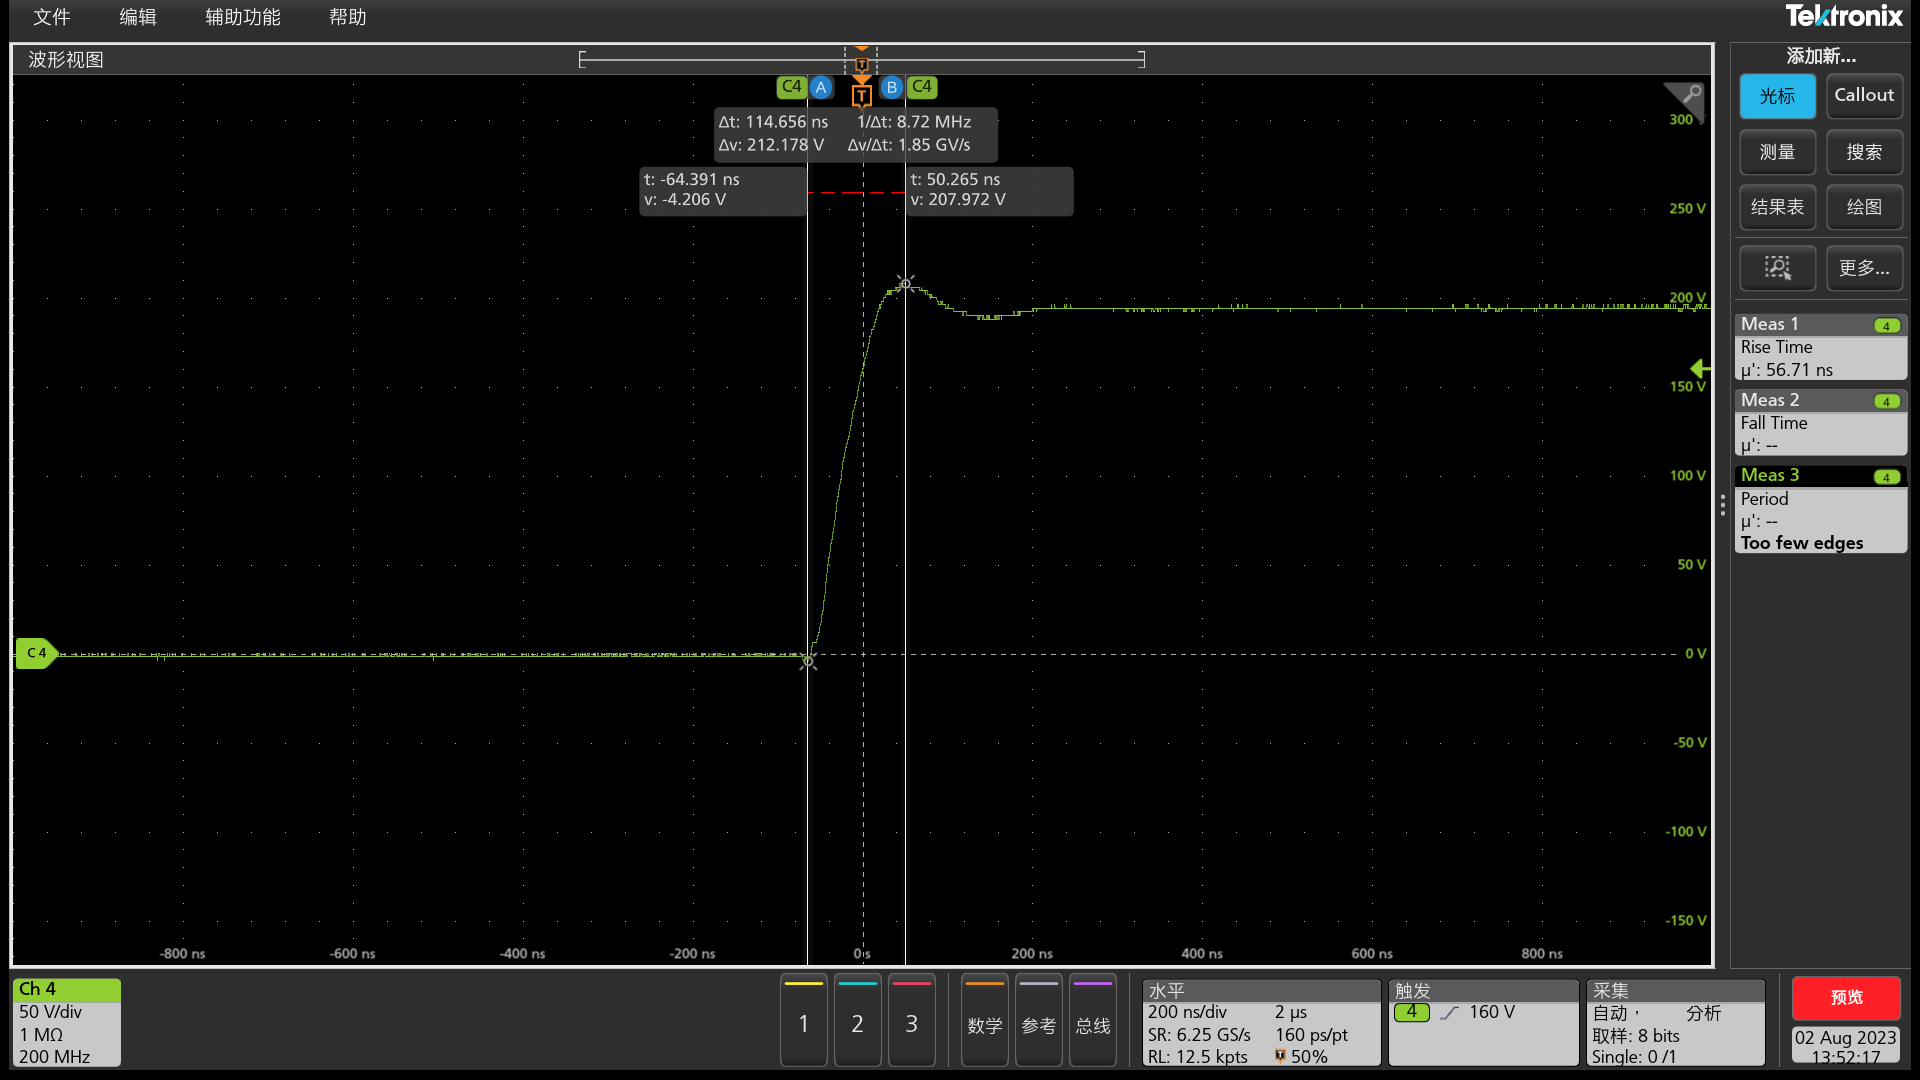 文件 编辑 辅助功能 帮助
Tektronix
波形视图
添加新...
C4 A T B C4
光标 Callout
Δt: 114.656 ns 1/Δt: 8.72 MHz
Δv: 212.178 V Δv/Δt: 1.85 GV/s
t: -64.391 ns
v: -4.206 V
t: 50.265 ns
v: 207.972 V
测量 搜索
结果表 绘图
更多...
300
250 V
200 V
150 V
100 V
50 V
0 V
-50 V
-100 V
-150 V
Meas 1 4
Rise Time
µ': 56.71 ns
Meas 2 4
Fall Time
µ': --
Meas 3 4
Period
µ': --
Too few edges
C 4
-800 ns -600 ns -400 ns -200 ns 0 s 200 ns 400 ns 600 ns 800 ns
Ch 4
50 V/div
1 MΩ
200 MHz
1 2 3 数学 参考 总线
水平
200 ns/div 2 µs
SR: 6.25 GS/s 160 ps/pt
RL: 12.5 kpts 50%
触发
4 160 V
采集
自动， 分析
取样: 8 bits
Single: 0 /1
预览
02 Aug 2023
13:52:17